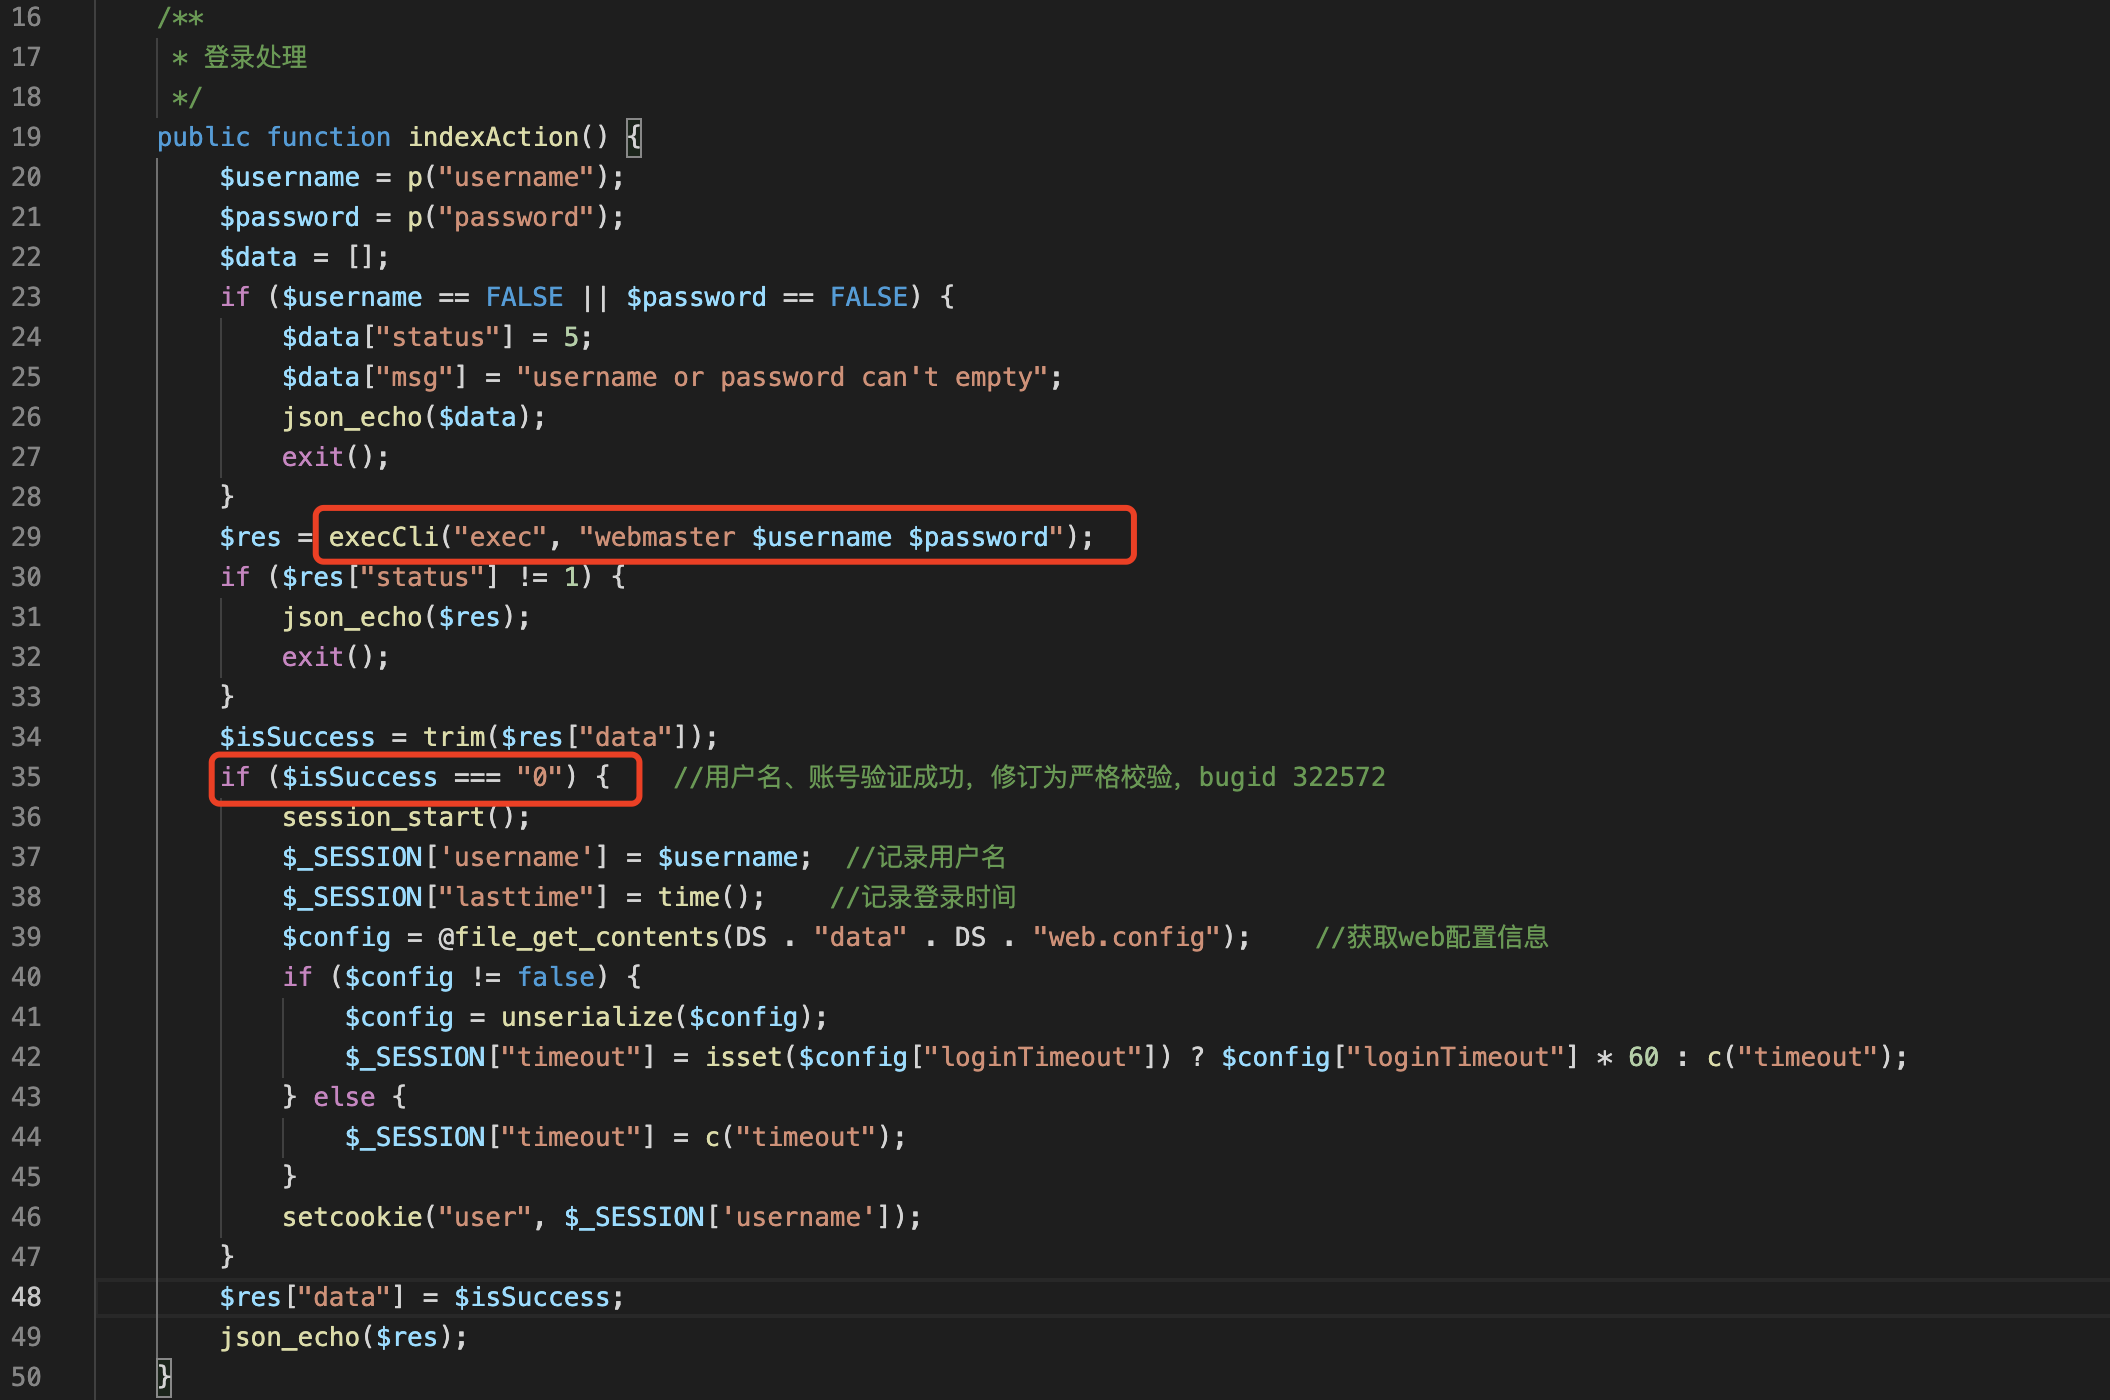 16 /**
17 * 登录处理
18 */
19 public function indexAction() {
20 $username = p("username");
21 $password = p("password");
22 $data = [];
23 if ($username == FALSE || $password == FALSE) {
24 $data["status"] = 5;
25 $data["msg"] = "username or password can't empty";
26 json_echo($data);
27 exit();
28 }
29 $res = execCli("exec", "webmaster $username $password");
30 if ($res["status"] != 1) {
31 json_echo($res);
32 exit();
33 }
34 $isSuccess = trim($res["data"]);
35 if ($isSuccess === "0") { //用户名、账号验证成功，修订为严格校验，bugid 322572
36 session_start();
37 $_SESSION['username'] = $username; //记录用户名
38 $_SESSION["lasttime"] = time(); //记录登录时间
39 $config = @file_get_contents(DS . "data" . DS . "web.config"); //获取web配置信息
40 if ($config != false) {
41 $config = unserialize($config);
42 $_SESSION["timeout"] = isset($config["loginTimeout"]) ? $config["loginTimeout"] * 60 : c("timeout");
43 } else {
44 $_SESSION["timeout"] = c("timeout");
45 }
46 setcookie("user", $_SESSION['username']);
47 }
48 $res["data"] = $isSuccess;
49 json_echo($res);
50 }